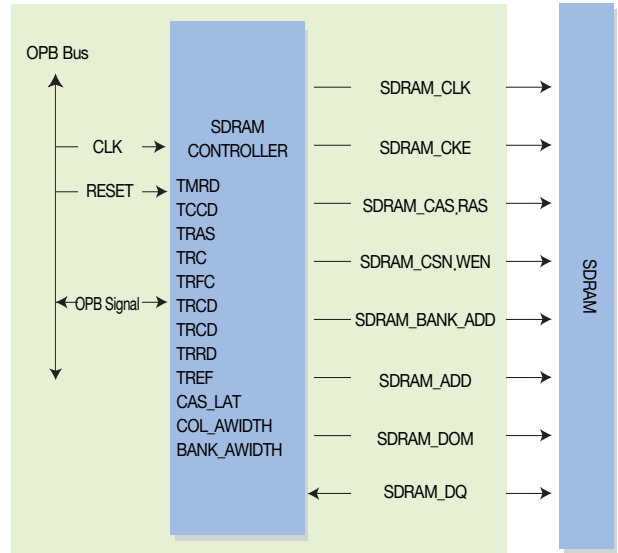 OPB Bus
CLK
RESET
OPB Signal
SDRAM
CONTROLLER
TMRD
TCCD
TRAS
TRC
TRFC
TRCD
TRCD
TRRD
TREF
CAS_LAT
COL_AWIDTH
BANK_AWIDTH
SDRAM_CLK
SDRAM_CKE
SDRAM_CAS,RAS
SDRAM_CSN,WEN
SDRAM_BANK_ADD
SDRAM_ADD
SDRAM_DOM
SDRAM_DQ
SDRAM